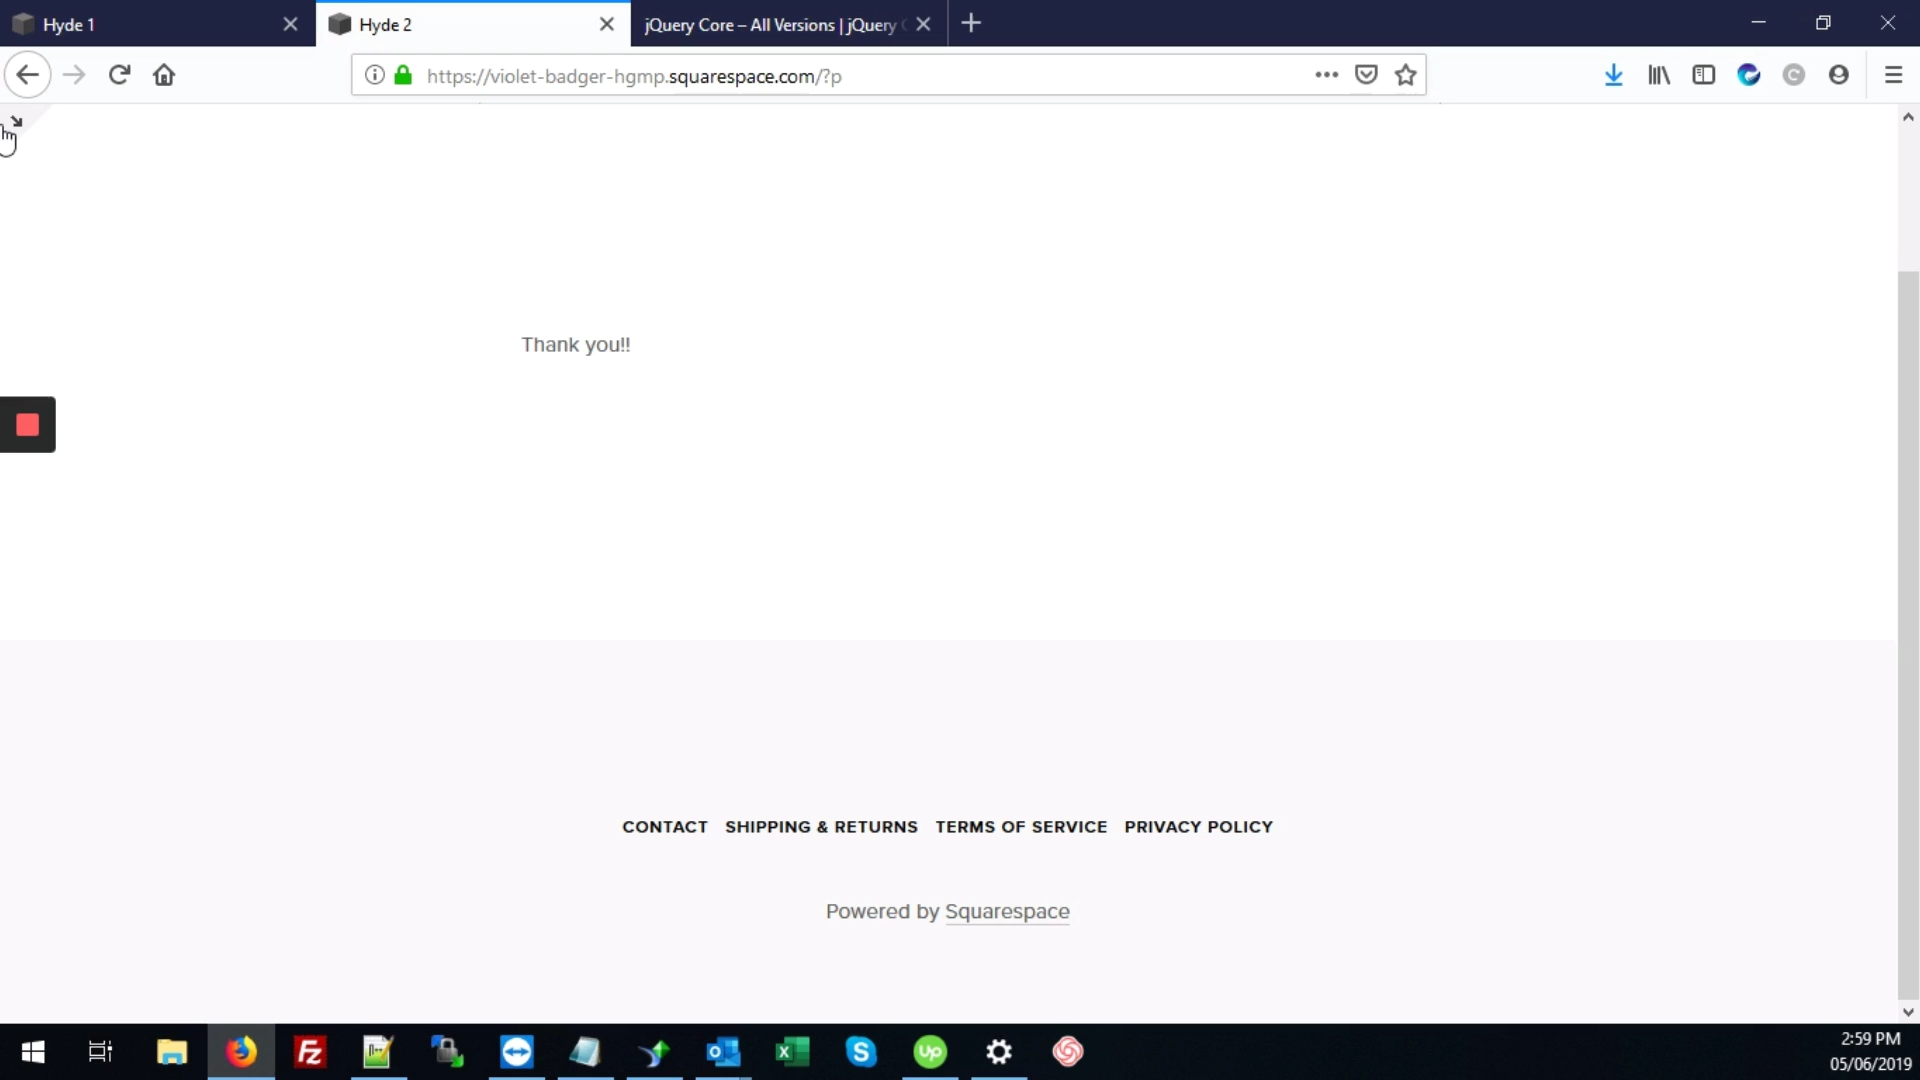 Hyde 1
Hyde 2
jQuery Core – All Versions | jQuery
https://violet-badger-hgmp.squarespace.com/?p
Thank you!!
CONTACT SHIPPING & RETURNS TERMS OF SERVICE PRIVACY POLICY
Powered by Squarespace
2:59 PM
05/06/2019